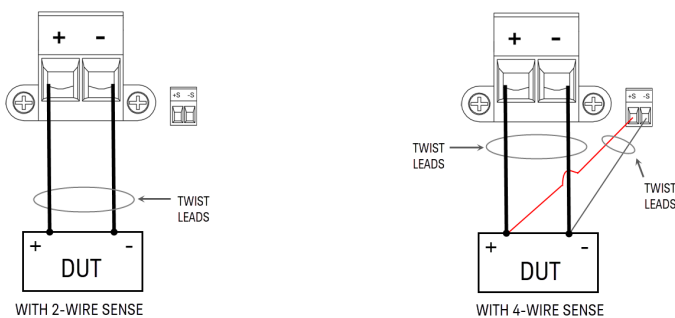 + -
+S -S
TWIST
LEADS
+ -
DUT
WITH 2-WIRE SENSE
+ -
+S -S
TWIST
LEADS
TWIST
LEADS
+ -
DUT
WITH 4-WIRE SENSE